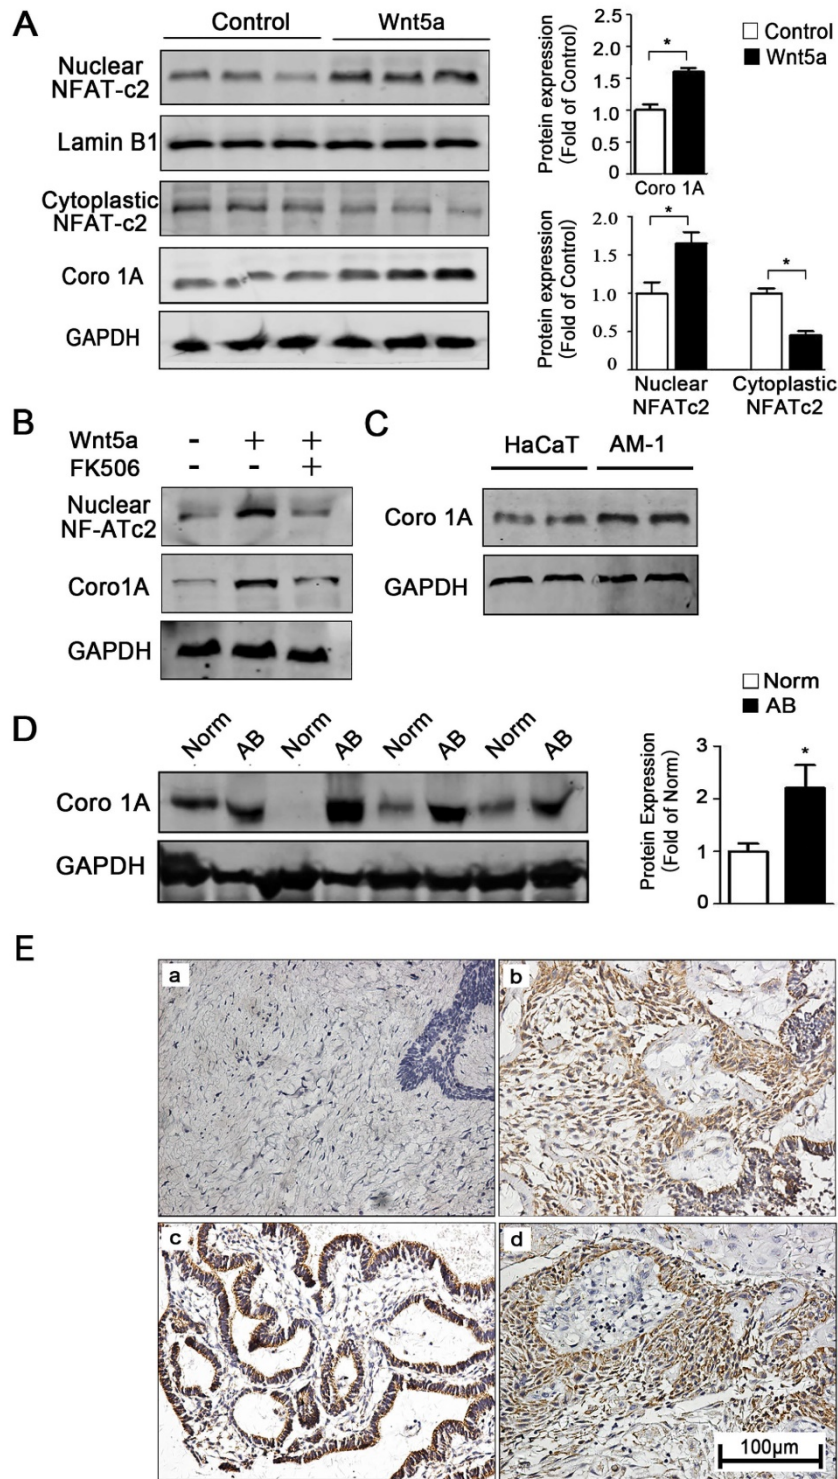 A
Control
Wnt5a
Nuclear
NFAT-c2
Lamin B1
Cytoplastic
NFAT-c2
Coro 1A
GAPDH
Protein expression
(Fold of Control)
2.5
2.0
1.5
1.0
0.5
0
*
Coro 1A
Control
Wnt5a
Protein expression
(Fold of Control)
2.0
1.5
1.0
0.5
0
*
*
Nuclear
NFATc2
Cytoplastic
NFATc2
B
Wnt5a - + +
FK506 - - +
Nuclear
NF-ATc2
Coro1A
GAPDH
C
HaCaT AM-1
Coro 1A
GAPDH
D
Norm AB Norm AB Norm AB Norm AB
Coro 1A
GAPDH
Norm
AB
Protein Expression
(Fold of Norm)
3
2
1
0
*
E
a
b
c
d
100μm